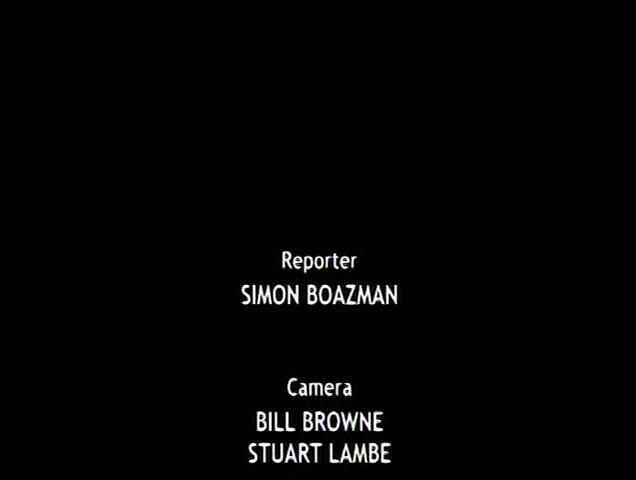 Reporter
SIMON BOAZMAN
Camera
BILL BROWNE
STUART LAMBE